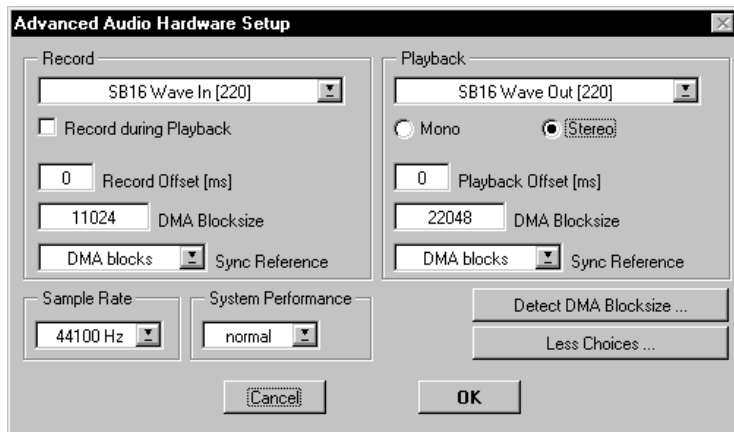 Advanced Audio Hardware Setup
Record
SB16 Wave In [220]
Record during Playback
0 Record Offset [ms]
11024 DMA Blocksize
DMA blocks Sync Reference
Playback
SB16 Wave Out [220]
Mono Stereo
0 Playback Offset [ms]
22048 DMA Blocksize
DMA blocks Sync Reference
Sample Rate
44100 Hz
System Performance
normal
Detect DMA Blocksize ...
Less Choices ...
Cancel OK